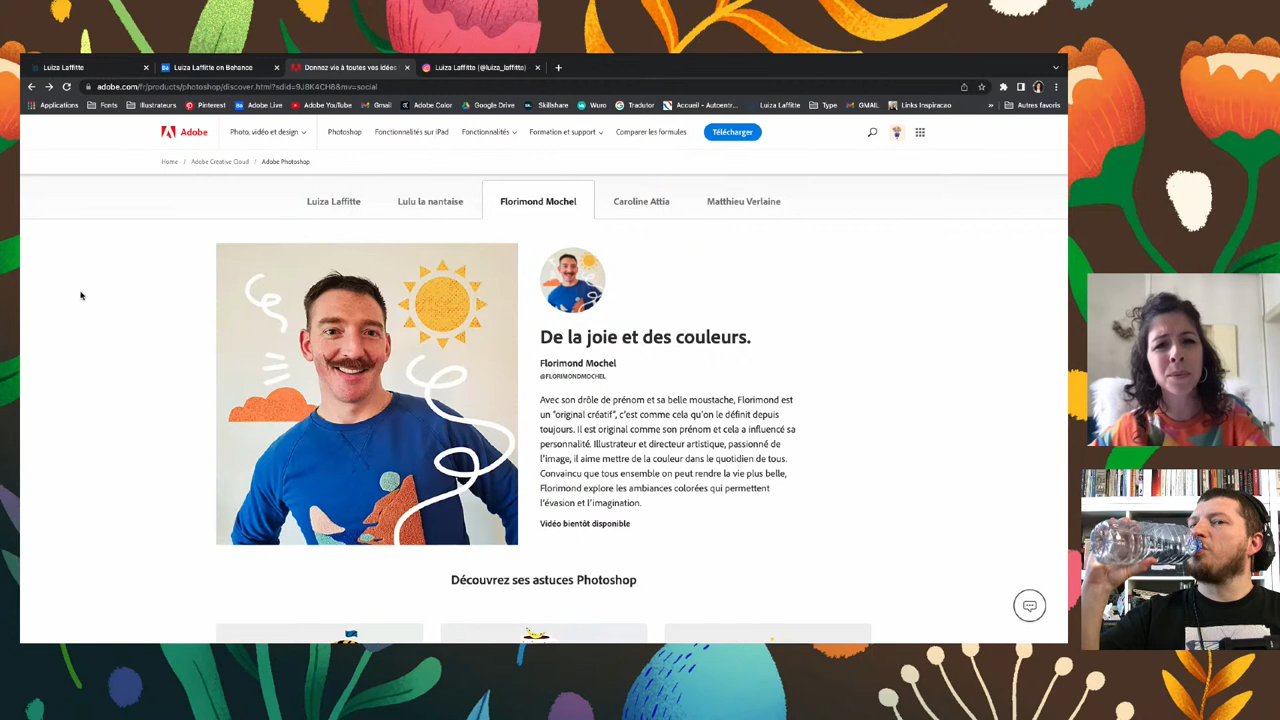 Luiza Laffitte
Luiza Laffitte on Behance
Donnez vie à toutes vos idées
Luiza Laffitte (@luiza_laffitte)
adobe.com/fr/products/photoshop/discover.html?sdid=9J8K4CH8&mv=social
Applications Fonts Illustrateurs Pinterest Adobe Live Adobe YouTube Gmail Adobe Color Google Drive Skillshare Wuro Tradutor Accueil - Autoentr... Luiza Laffitte Type GMAIL Links Inspiracao » Outros favoris
Adobe Photo, vidéo et design Photoshop Fonctionnalités sur iPad Fonctionnalités Formation et support Comparer les formules Télécharger
Home / Adobe Creative Cloud / Adobe Photoshop
Luiza Laffitte Lulu la nantaise Florimond Mochel Caroline Attia Matthieu Verlaine
De la joie et des couleurs.
Florimond Mochel
@FLORIMONDMOCHEL
Avec son drôle de prénom et sa belle moustache, Florimond est
un "original créatif", c'est comme cela qu'on le définit depuis
toujours. Il est original comme son prénom et cela a influencé sa
personnalité. Illustrateur et directeur artistique, passionné de
l'image, il aime mettre de la couleur dans le quotidien de tous.
Convaincu que tous ensemble on peut rendre la vie plus belle,
Florimond explore les ambiances colorées qui permettent
l'évasion et l'imagination.
Vidéo bientôt disponible
Découvrez ses astuces Photoshop